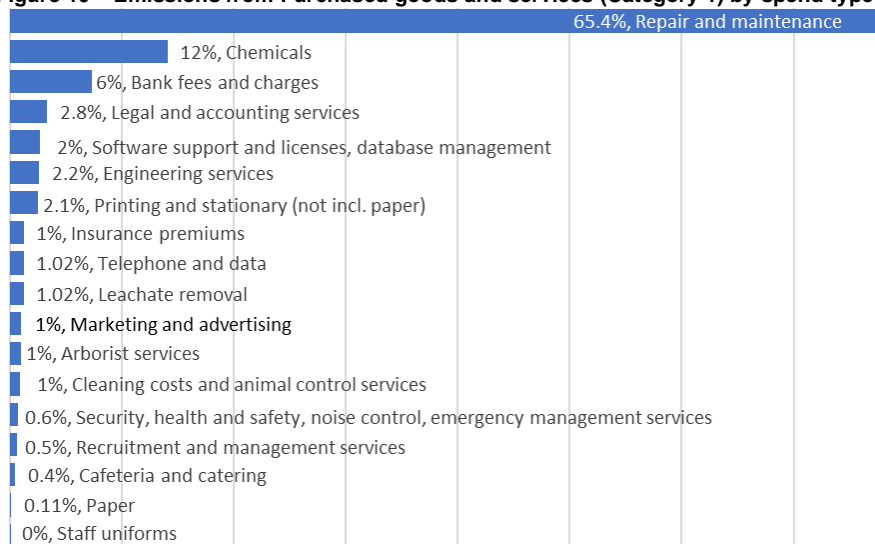 Emissions from Purchased goods and services (Category 1) by spend type
65.4%, Repair and maintenance
12%, Chemicals
6%, Bank fees and charges
2.8%, Legal and accounting services
2%, Software support and licenses, database management
2.2%, Engineering services
2.1%, Printing and stationary (not incl. paper)
1%, Insurance premiums
1.02%, Telephone and data
1.02%, Leachate removal
1%, Marketing and advertising
1%, Arborist services
1%, Cleaning costs and animal control services
0.6%, Security, health and safety, noise control, emergency management services
0.5%, Recruitment and management services
0.4%, Cafeteria and catering
0.11%, Paper
0%, Staff uniforms